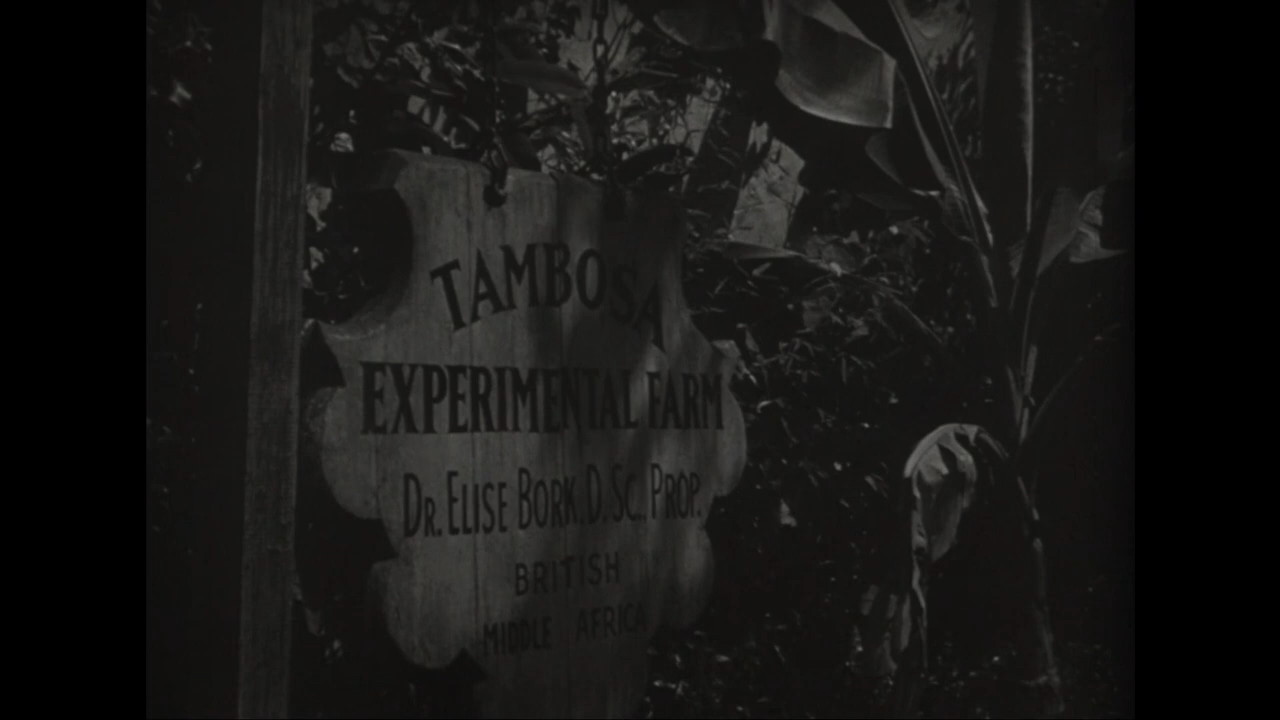 TAMBOSA
EXPERIMENTAL FARM
DR. ELISE BORK, D. SC. PROP.
BRITISH
MIDDLE AFRICA